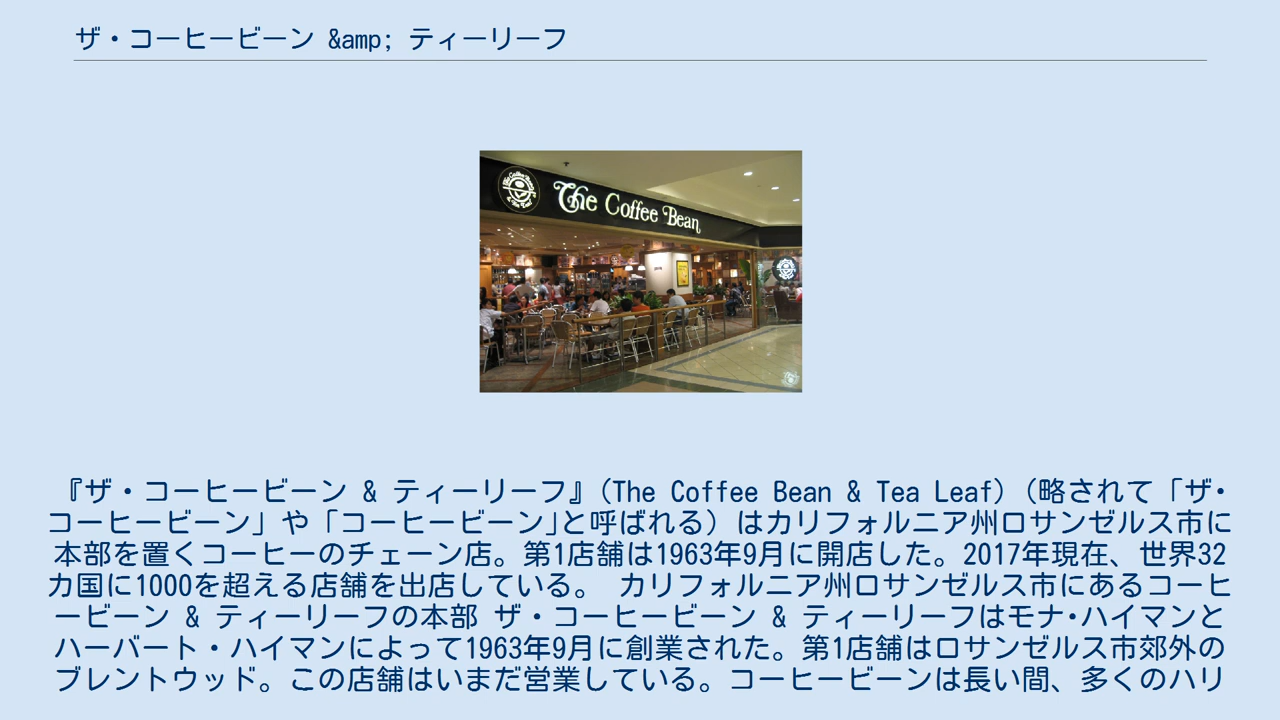 ザ・コーヒービーン &amp; ティーリーフ
The Coffee Bean
『ザ・コーヒービーン & ティーリーフ』（The Coffee Bean & Tea Leaf）（略されて「ザ・
コーヒービーン」や「コーヒービーン」と呼ばれる）はカリフォルニア州ロサンゼルス市に
本部を置くコーヒーのチェーン店。第1店舗は1963年9月に開店した。2017年現在、世界32
カ国に1000を超える店舗を出店している。 カリフォルニア州ロサンゼルス市にあるコーヒ
ービーン & ティーリーフの本部 ザ・コーヒービーン & ティーリーフはモナ・ハイマンと
ハーバート・ハイマンによって1963年9月に創業された。第1店舗はロサンゼルス市郊外の
ブレントウッド。この店舗はいまだ営業している。コーヒービーンは長い間、多くのハリ